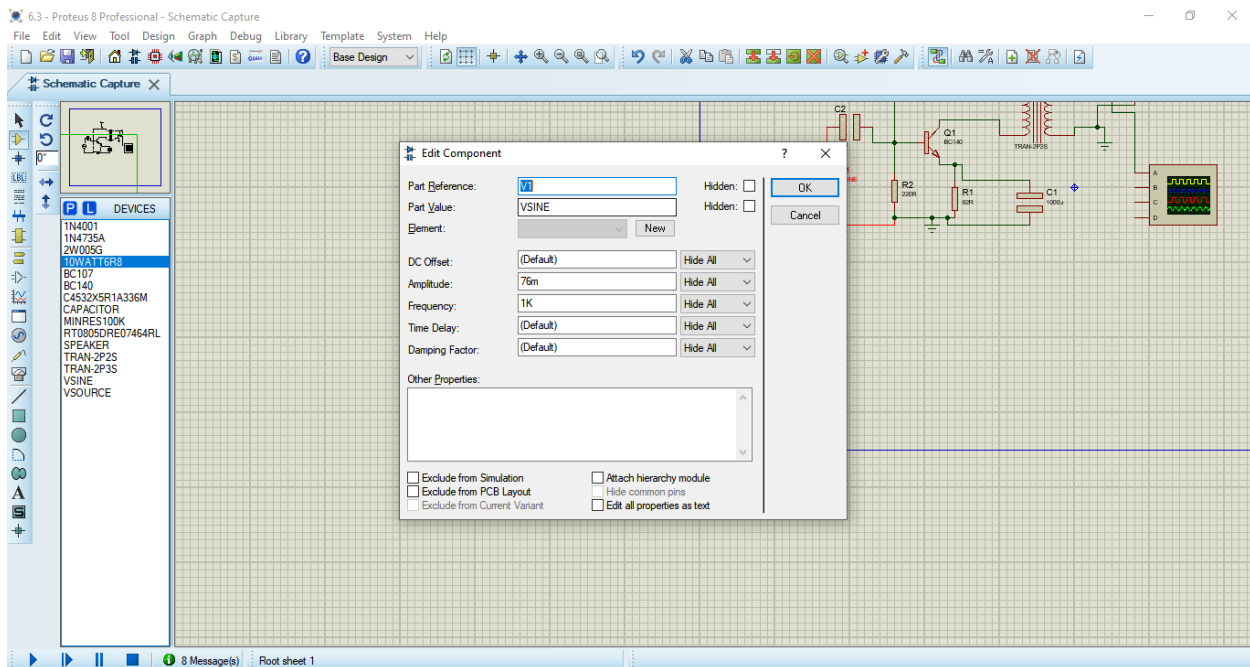 6.3 - Proteus 8 Professional - Schematic Capture
File Edit View Tool Design Graph Debug Library Template System Help
Base Design
Schematic Capture
0°
LBL
P L DEVICES
1N4001
1N4735A
2W005G
10WATT6R8
BC107
BC140
C4532X5R1A336M
CAPACITOR
MINRES100K
RT0805DRE07464RL
SPEAKER
TRAN-2P2S
TRAN-2P3S
VSINE
VSOURCE
A
S
Edit Component ?
Part Reference: V1 Hidden: OK
Part Value: VSINE Hidden: Cancel
Element: New
DC Offset: (Default) Hide All
Amplitude: 76m Hide All
Frequency: 1K Hide All
Time Delay: (Default) Hide All
Damping Factor: (Default) Hide All
Other Properties:
Exclude from Simulation Attach hierarchy module
Exclude from PCB Layout Hide common pins
Exclude from Current Variant Edit all properties as text
C2
Q1
BC140
TRAN-2P2S
R2
220R
R1
82R
C1
1000u
A
B
C
D
8 Message(s) Root sheet 1